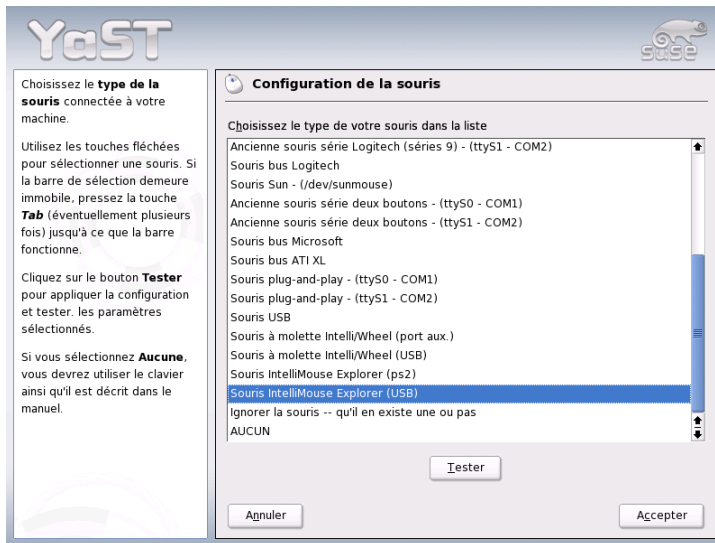 YaST
SUSE
Choisissez le type de la
souris connectée à votre
machine.
Utilisez les touches fléchées
pour sélectionner une souris. Si
la barre de sélection demeure
immobile, pressez la touche
Tab (éventuellement plusieurs
fois) jusqu'à ce que la barre
fonctionne.
Cliquez sur le bouton Tester
pour appliquer la configuration
et tester. les paramètres
sélectionnés.
Si vous sélectionnez Aucune,
vous devrez utiliser le clavier
ainsi qu'il est décrit dans le
manuel.
Configuration de la souris
Choisissez le type de votre souris dans la liste
Ancienne souris série Logitech (séries 9) - (ttyS1 - COM2)
Souris bus Logitech
Souris Sun - (/dev/sunmouse)
Ancienne souris série deux boutons - (ttyS0 - COM1)
Ancienne souris série deux boutons - (ttyS1 - COM2)
Souris bus Microsoft
Souris bus ATI XL
Souris plug-and-play - (ttyS0 - COM1)
Souris plug-and-play - (ttyS1 - COM2)
Souris USB
Souris à molette Intelli/Wheel (port aux.)
Souris à molette Intelli/Wheel (USB)
Souris IntelliMouse Explorer (ps2)
Souris IntelliMouse Explorer (USB)
Ignorer la souris -- qu'il en existe une ou pas
AUCUN
Tester
Annuler
Accepter